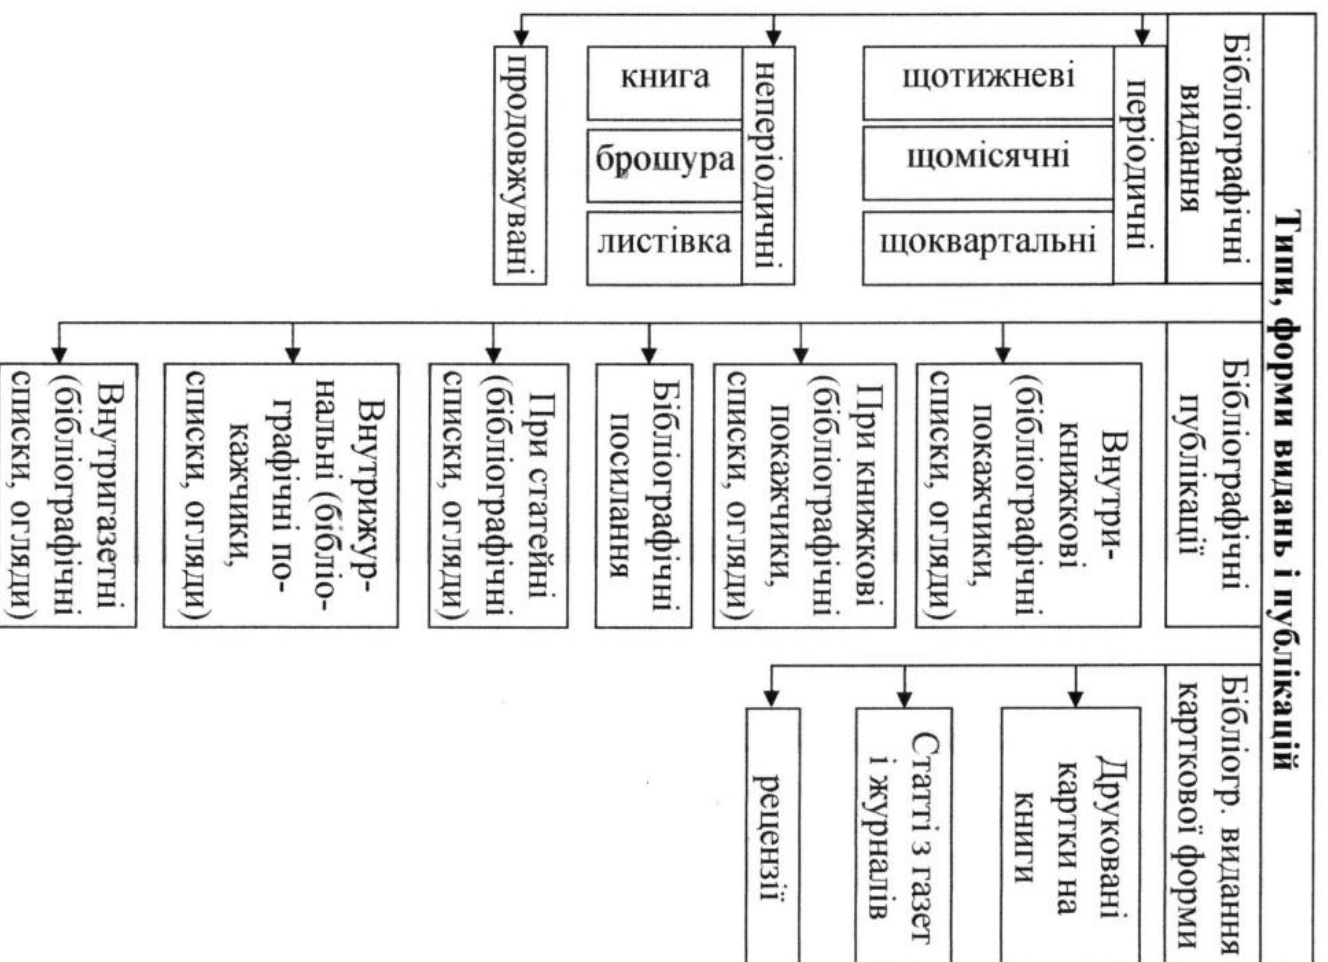 Типи, форми видань і публікацій
Бібліографічні
видання
періодичні
щотижневі
щомісячні
щоквартальні
неперіодичні
книга
брошура
листівка
продовжувані
Бібліографічні
публікації
Внутри-
книжкові
(бібліографічні
покажчики,
списки, огляди)
При книжкові
(бібліографічні
покажчики,
списки, огляди)
Бібліографічні
посилання
При статейні
(бібліографічні
списки, огляди)
Внутрижур-
нальні (бібліо-
графічні по-
кажчики,
списки, огляди)
Внутригазетні
(бібліографічні
списки, огляди)
Бібліогр. видання
карткової форми
Друковані
картки на
книги
Статті з газет
і журналів
рецензії